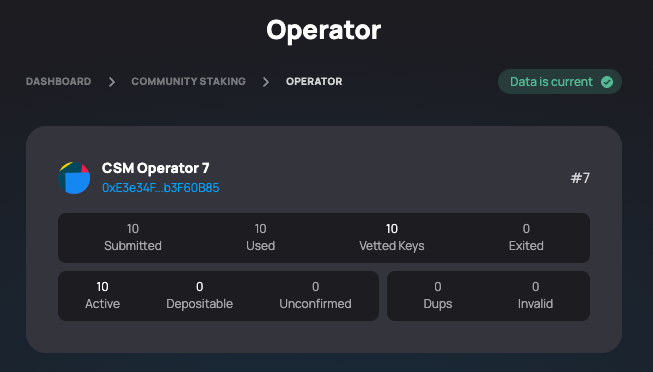 Operator
DASHBOARD > COMMUNITY STAKING > OPERATOR
Data is current
CSM Operator 7
0xE3e34F...b3F60B85
#7
10 10 10 0
Submitted Used Vetted Keys Exited
10 0 0 0 0
Active Depositable Unconfirmed Dups Invalid